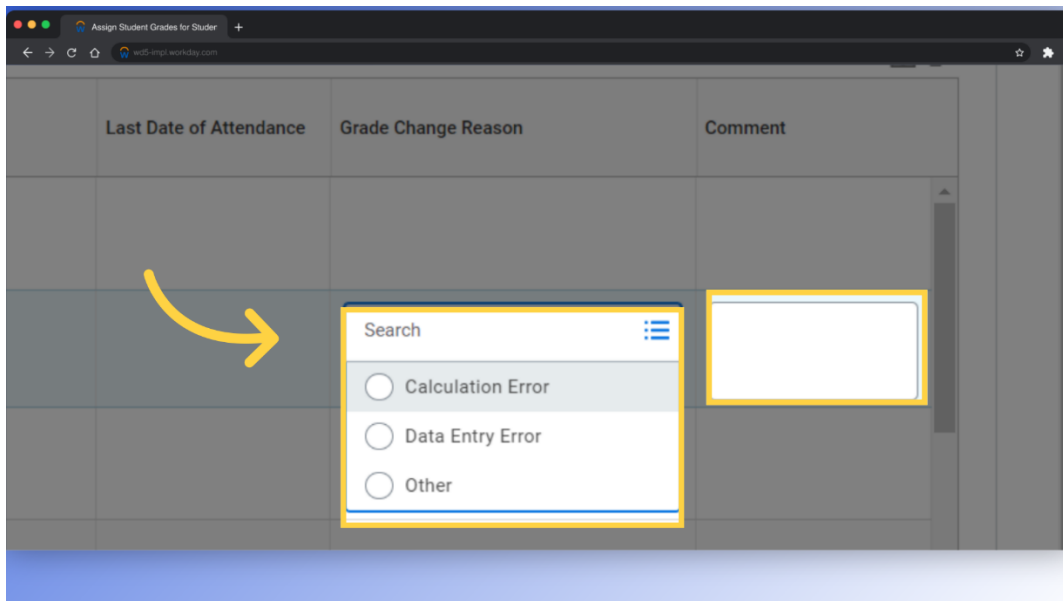 Assign Student Grades for Studer
wd5-impl.workday.com
Last Date of Attendance
Grade Change Reason
Comment
Search
Calculation Error
Data Entry Error
Other